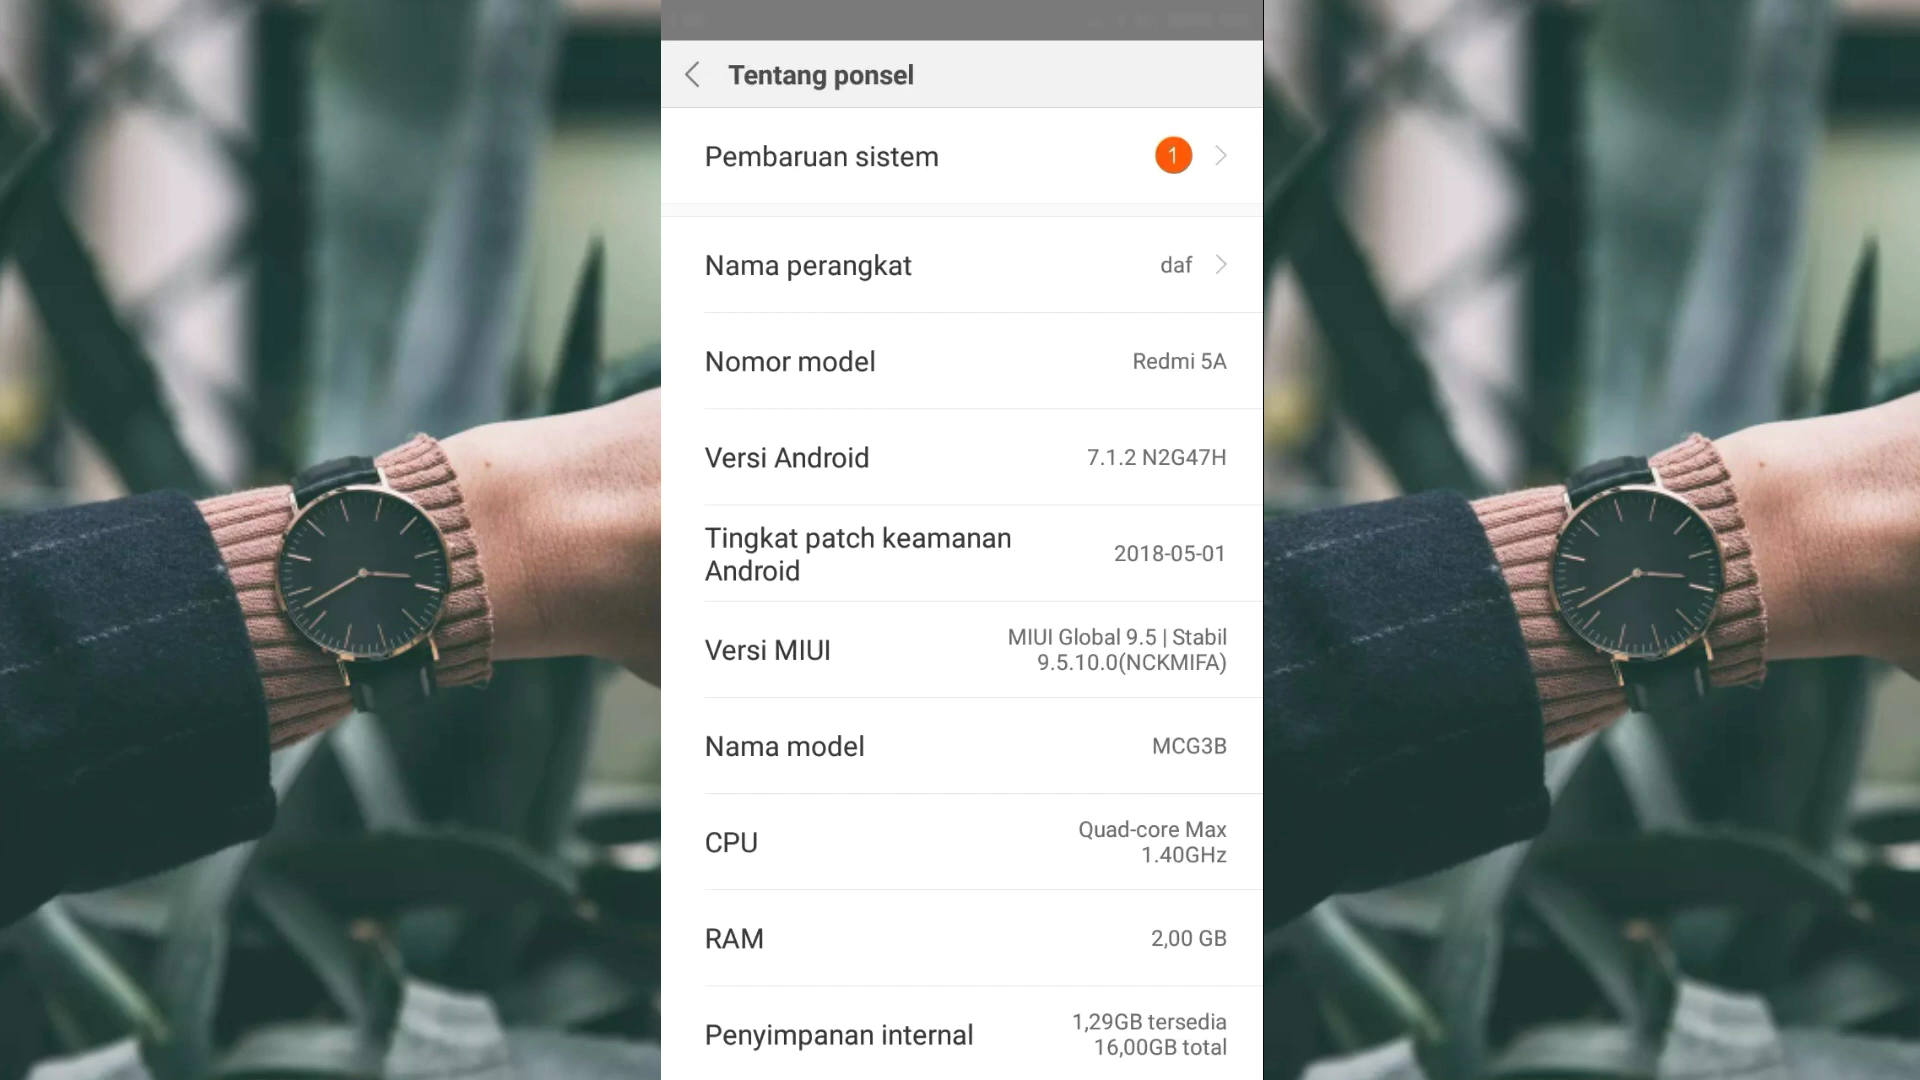 Tentang ponsel
Pembaruan sistem 1
Nama perangkat daf
Nomor model Redmi 5A
Versi Android 7.1.2 N2G47H
Tingkat patch keamanan
Android
2018-05-01
Versi MIUI
MIUI Global 9.5 | Stabil
9.5.10.0(NCKMIFA)
Nama model MCG3B
CPU
Quad-core Max
1.40GHz
RAM 2,00 GB
Penyimpanan internal
1,29GB tersedia
16,00GB total